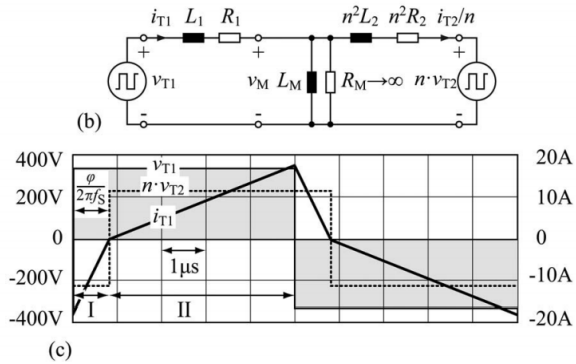 i_T1 L_1 R_1 n²L_2 n²R_2 i_T2/n
+ + +
v_T1 v_M L_M R_M→∞ n·v_T2
(b)
400V v_T1 20A
200V φ/2πf_S n·v_T2 10A
i_T1
0 0
1µs
-200V -10A
I II
-400V -20A
(c)